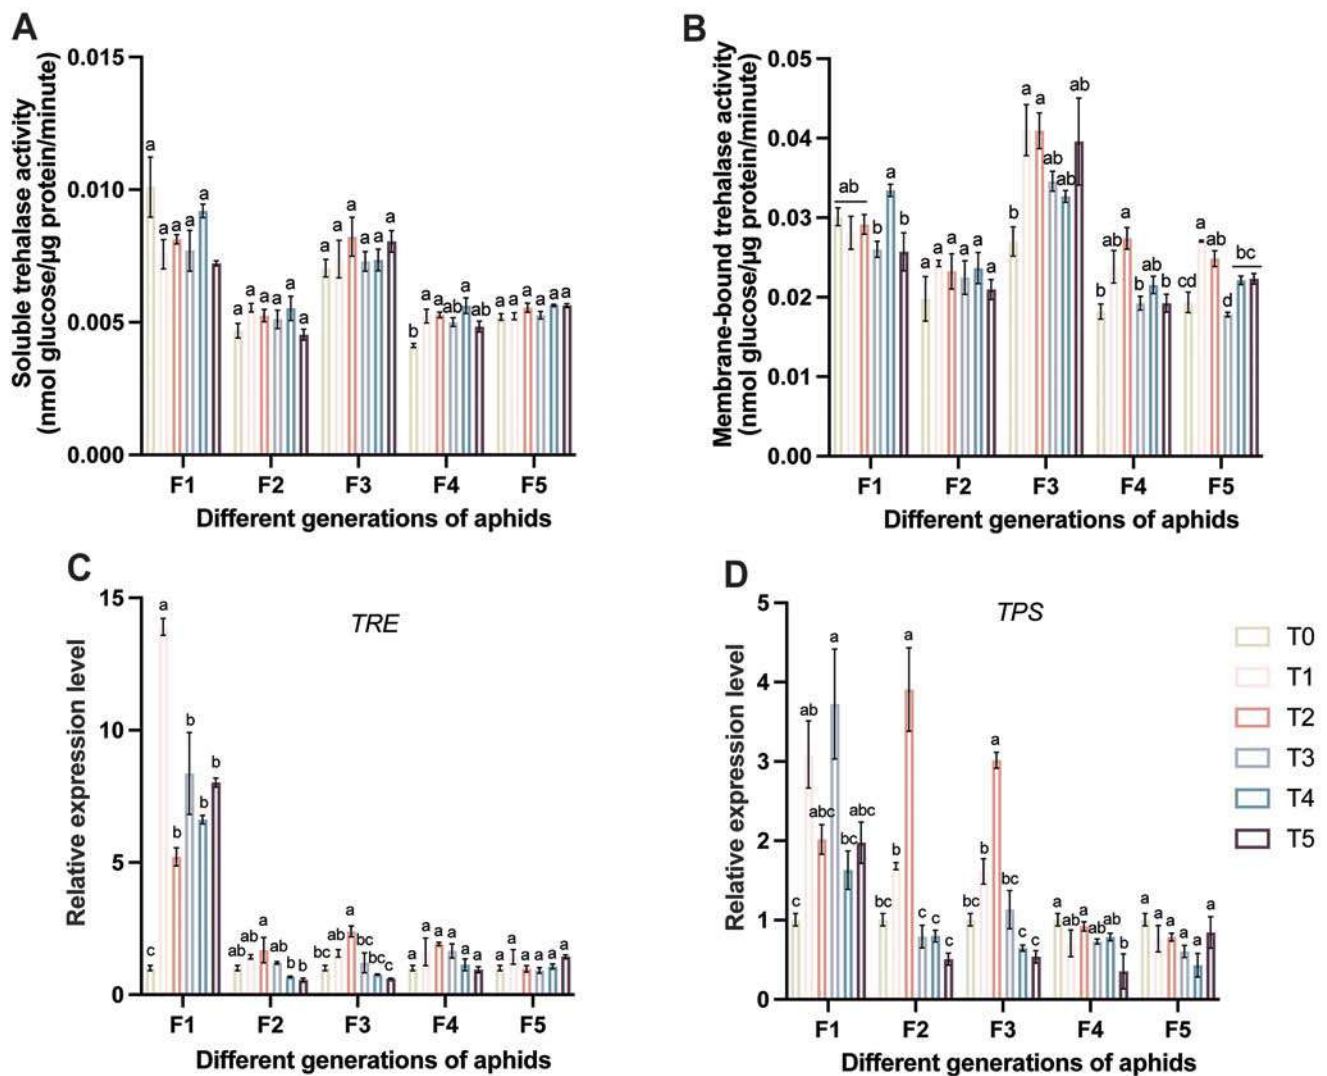 A
Soluble trehalase activity
(nmol glucose/µg protein/minute)
0.015
0.010
0.005
0.000
a a a a a a
a a a a a a
a a a a a a
b a a ab a ab
a a a a a a
F1 F2 F3 F4 F5
Different generations of aphids
B
Membrane-bound trehalase activity
(nmol glucose/µg protein/minute)
0.05
0.04
0.03
0.02
0.01
0.00
ab b a b
a a a a a a
b a a ab ab ab
b ab a b ab b
cd a ab d bc
F1 F2 F3 F4 F5
Different generations of aphids
C
TRE
Relative expression level
15
10
5
0
c a b b b b
ab ab a ab b b
bc ab a bc bc c
a a a a a a
a a a a a a
F1 F2 F3 F4 F5
Different generations of aphids
D
TPS
Relative expression level
5
4
3
2
1
0
c ab abc a bc abc
bc b a c c c
bc b a bc c c
a ab a ab ab b
a a a a a a
F1 F2 F3 F4 F5
Different generations of aphids
T0
T1
T2
T3
T4
T5